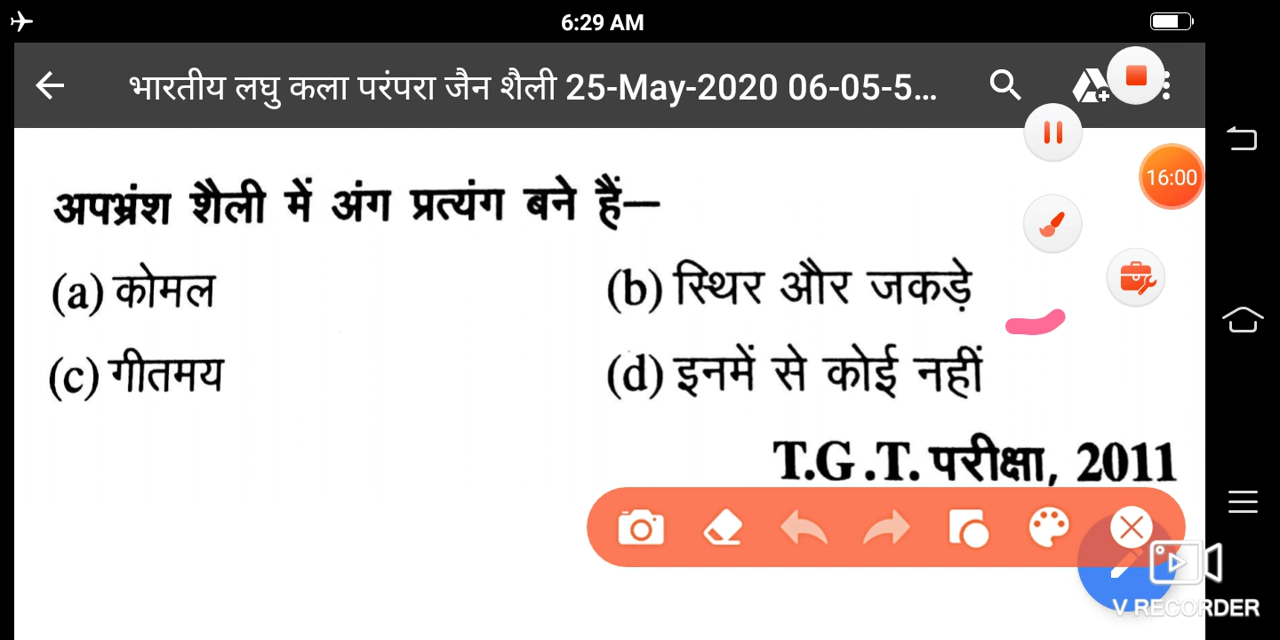 6:29 AM
भारतीय लघु कला परंपरा जैन शैली 25-May-2020 06-05-5...
16:00
अपभ्रंश शैली में अंग प्रत्यंग बने हैं—
(a) कोमल
(b) स्थिर और जकड़े
(c) गीतमय
(d) इनमें से कोई नहीं
T.G.T. परीक्षा, 2011
V RECORDER